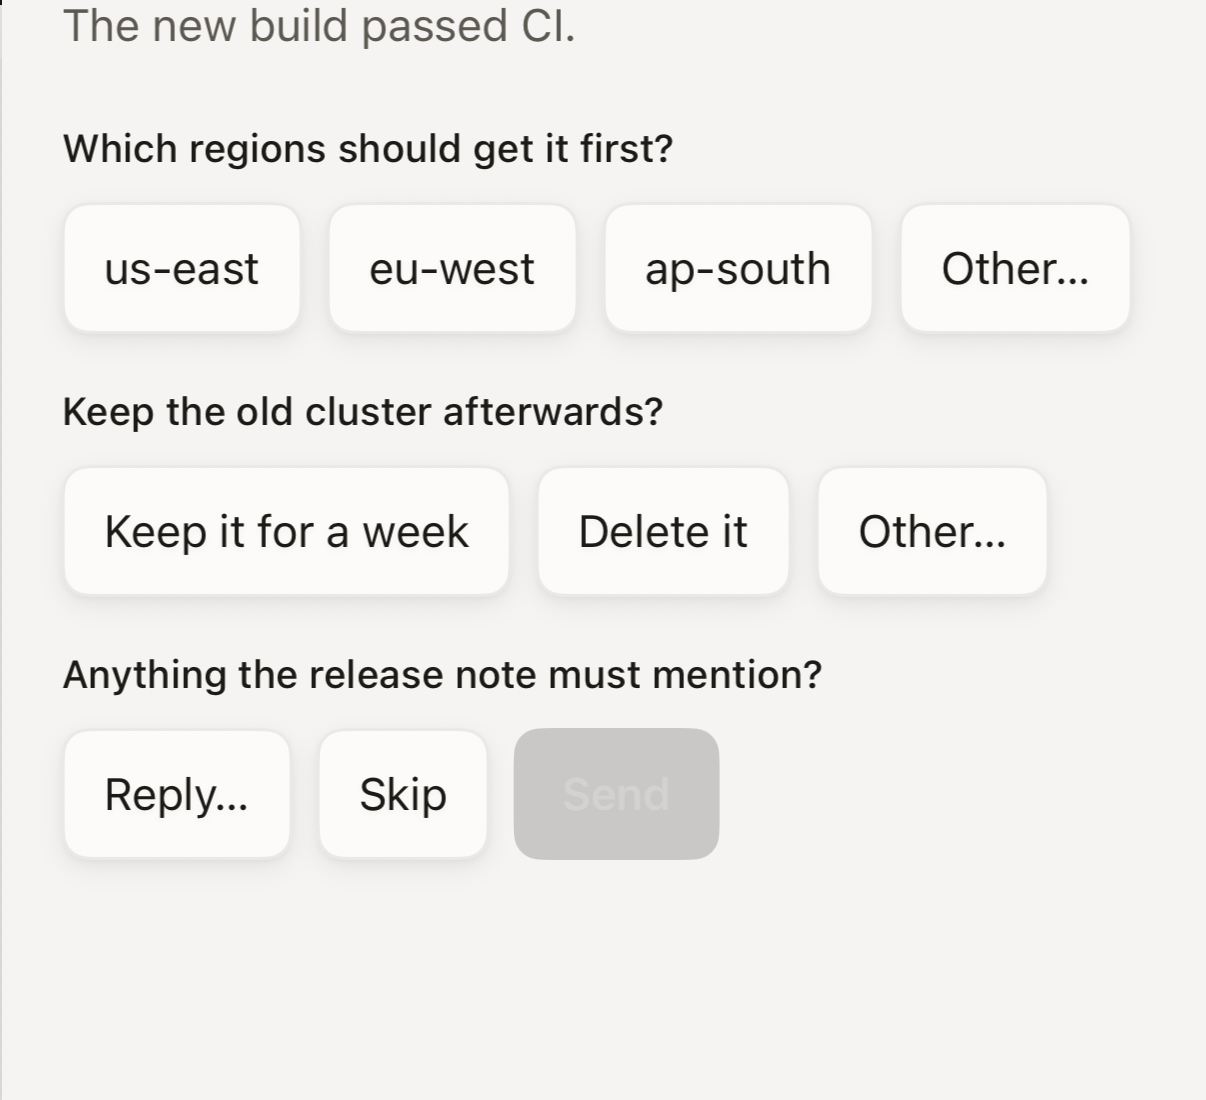 The new build passed CI.
Which regions should get it first?
us-east eu-west ap-south Other...
Keep the old cluster afterwards?
Keep it for a week Delete it Other...
Anything the release note must mention?
Reply... Skip Send